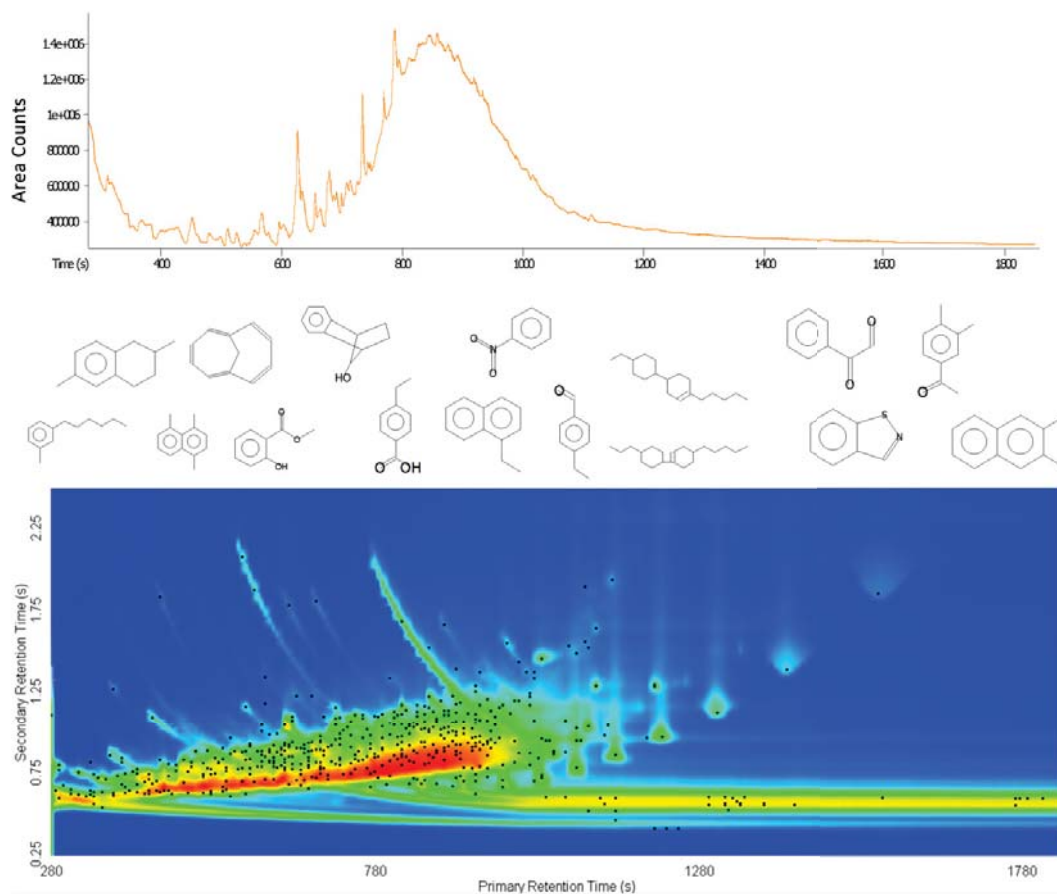 Area Counts
1.4e+006
1.2e+006
1e+006
800000
600000
400000
Time (s)
400
600
800
1000
1200
1400
1600
1800
HO
O
N
O
O
O
O
O
O
OH
O
OH
O
S
N
Secondary Retention Time (s)
2.25
1.75
1.25
0.75
0.25
280
780
1280
1780
Primary Retention Time (s)